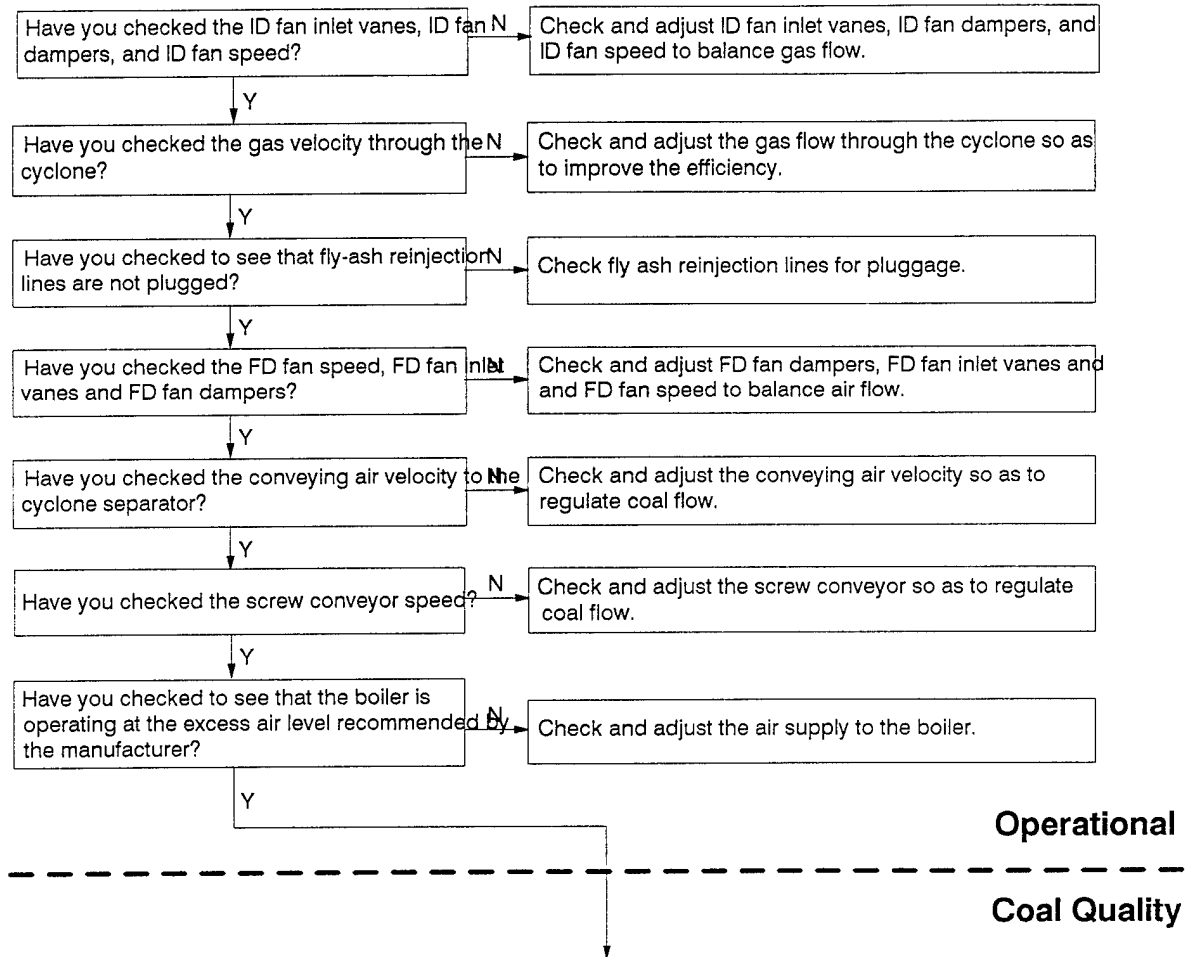 Have you checked the ID fan inlet vanes, ID fan
dampers, and ID fan speed?
N
Check and adjust ID fan inlet vanes, ID fan dampers, and
ID fan speed to balance gas flow.
Y
Have you checked the gas velocity through the
cyclone?
N
Check and adjust the gas flow through the cyclone so as
to improve the efficiency.
Y
Have you checked to see that fly-ash reinjection
lines are not plugged?
N
Check fly ash reinjection lines for pluggage.
Y
Have you checked the FD fan speed, FD fan inlet
vanes and FD fan dampers?
N
Check and adjust FD fan dampers, FD fan inlet vanes and
and FD fan speed to balance air flow.
Y
Have you checked the conveying air velocity to the
cyclone separator?
N
Check and adjust the conveying air velocity so as to
regulate coal flow.
Y
Have you checked the screw conveyor speed?
N
Check and adjust the screw conveyor so as to regulate
coal flow.
Y
Have you checked to see that the boiler is
operating at the excess air level recommended by
the manufacturer?
N
Check and adjust the air supply to the boiler.
Y
Operational
Coal Quality